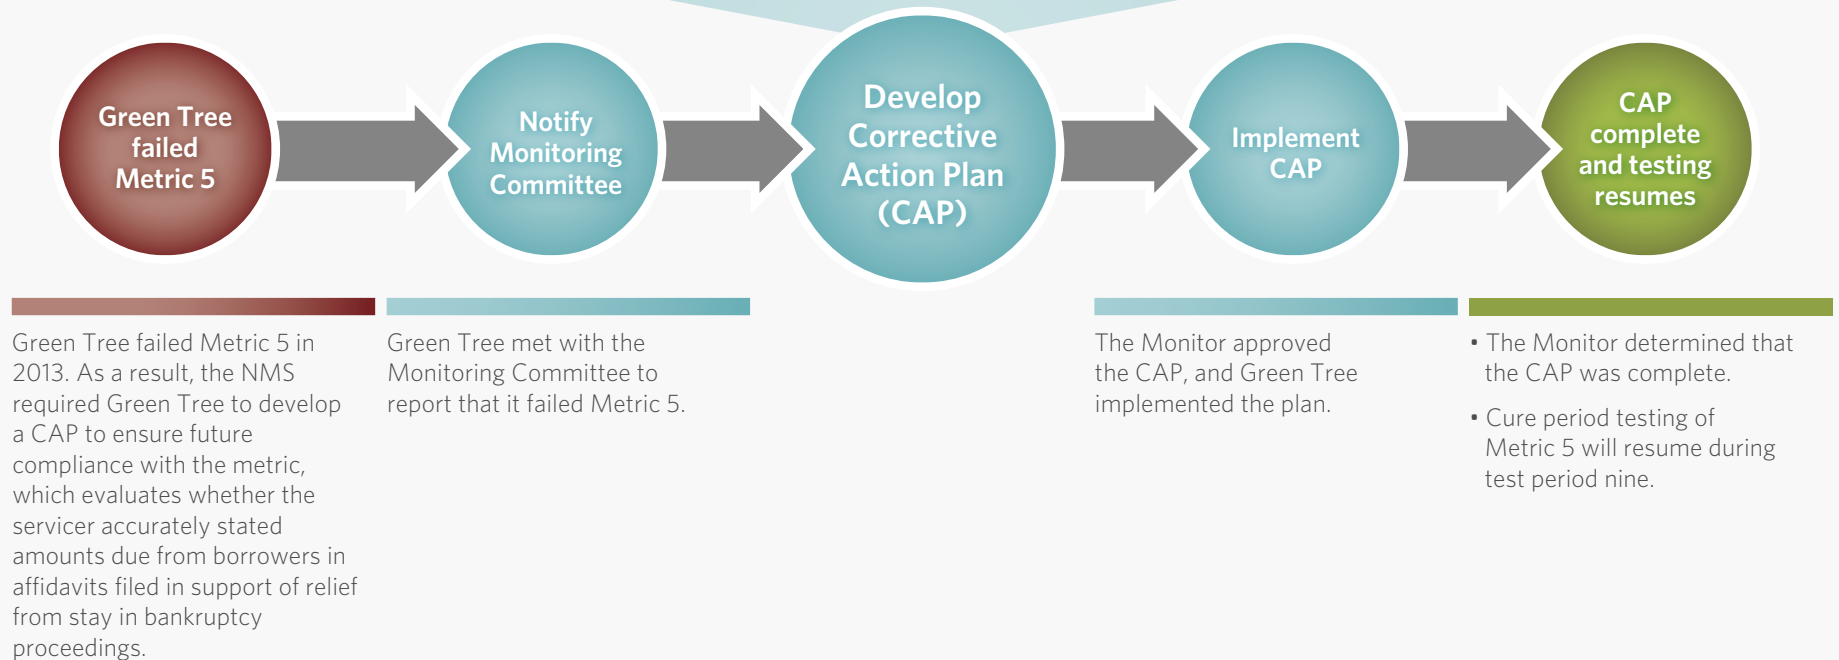 Green Tree
failed
Metric 5
Notify
Monitoring
Committee
Develop
Corrective
Action Plan
(CAP)
Implement
CAP
CAP
complete
and testing
resumes
Green Tree failed Metric 5 in
2013. As a result, the NMS
required Green Tree to develop
a CAP to ensure future
compliance with the metric,
which evaluates whether the
servicer accurately stated
amounts due from borrowers in
affidavits filed in support of relief
from stay in bankruptcy
proceedings.
Green Tree met with the
Monitoring Committee to
report that it failed Metric 5.
The Monitor approved
the CAP, and Green Tree
implemented the plan.
• The Monitor determined that
the CAP was complete.
• Cure period testing of
Metric 5 will resume during
test period nine.